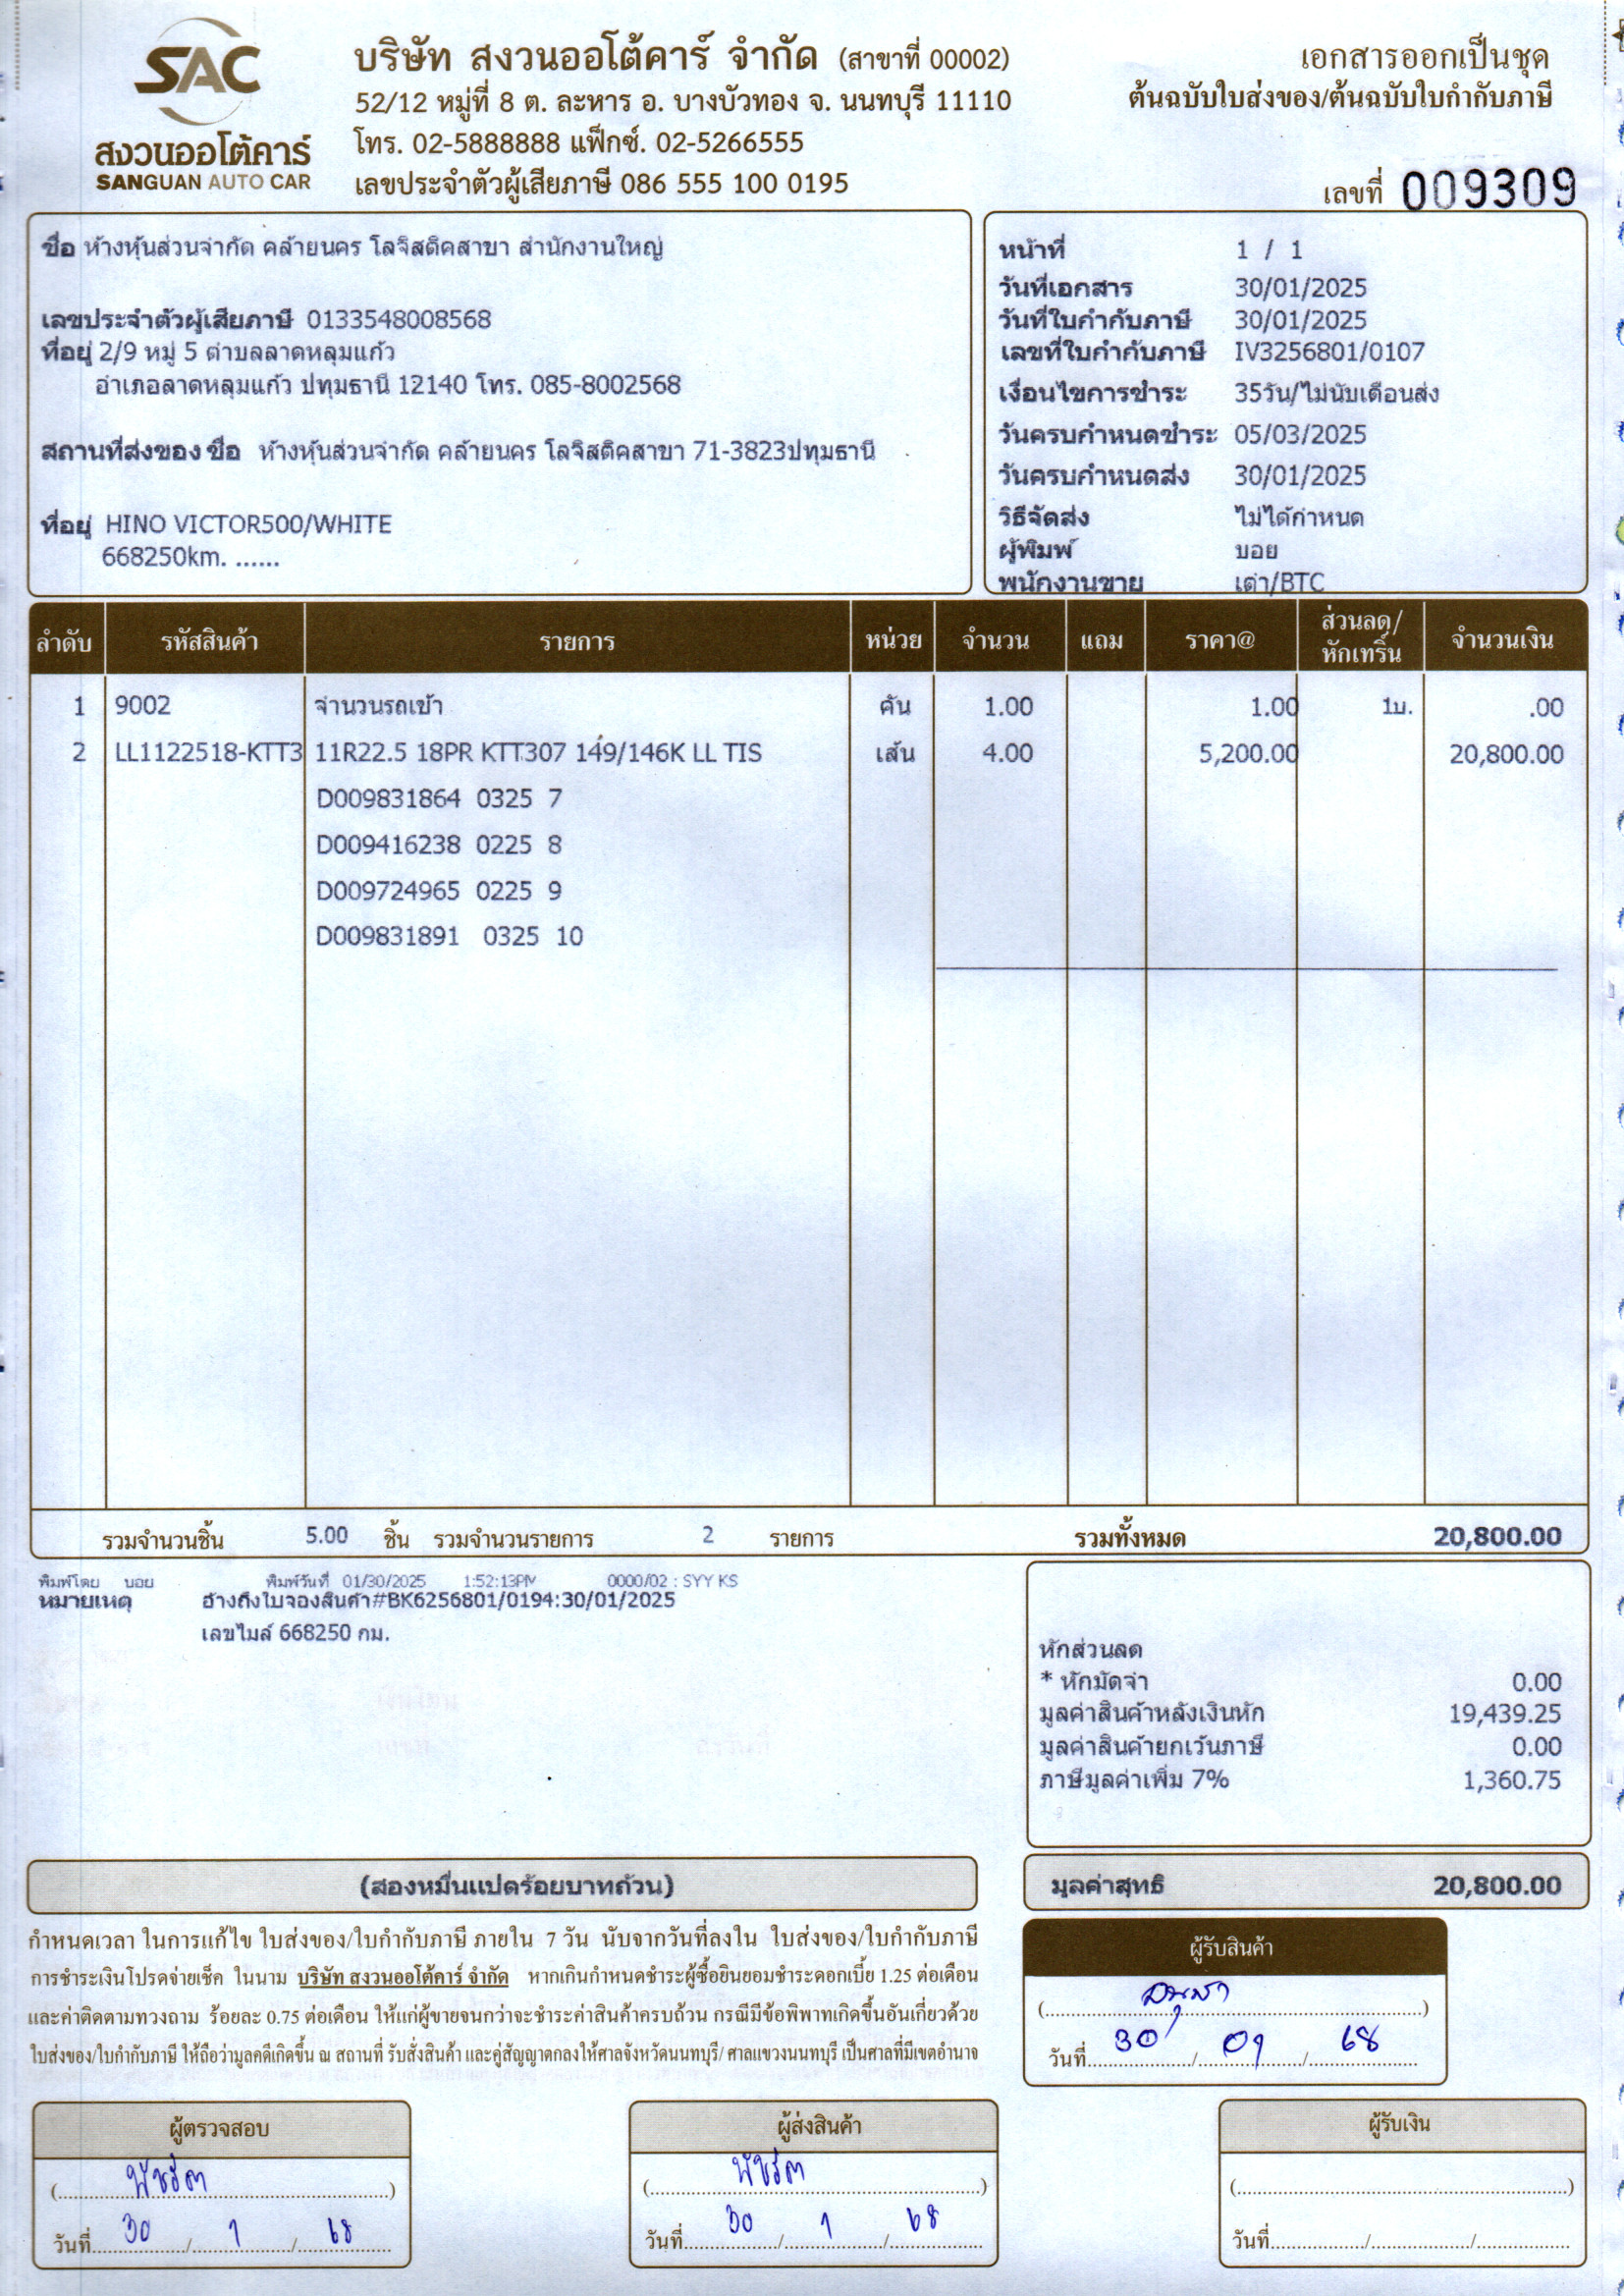 SAC
สงวนออโต้คาร์
SANGUAN AUTO CAR
บริษัท สงวนออโต้คาร์ จำกัด (สาขาที่ 00002)
52/12 หมู่ที่ 8 ต. ละหาร อ. บางบัวทอง จ. นนทบุรี 11110
โทร. 02-5888888 แฟ็กซ์. 02-5266555
เลขประจำตัวผู้เสียภาษี 086 555 100 0195
เอกสารออกเป็นชุด
ต้นฉบับใบส่งของ/ต้นฉบับใบกำกับภาษี
เลขที่ 009309
ชื่อ ห้างหุ้นส่วนจำกัด คล้ายนคร โลจิสติคสาขา สำนักงานใหญ่
เลขประจำตัวผู้เสียภาษี 0133548008568
ที่อยู่ 2/9 หมู่ 5 ตำบลลาดหลุมแก้ว
อำเภอลาดหลุมแก้ว ปทุมธานี 12140 โทร. 085-8002568
สถานที่ส่งของ ชื่อ ห้างหุ้นส่วนจำกัด คล้ายนคร โลจิสติคสาขา 71-3823ปทุมธานี
ที่อยู่ HINO VICTOR500/WHITE
668250km. ......
หน้าที่ 1 / 1
วันที่เอกสาร 30/01/2025
วันที่ใบกำกับภาษี 30/01/2025
เลขที่ใบกำกับภาษี IV3256801/0107
เงื่อนไขการชำระ 35วัน/ไม่นับเดือนส่ง
วันครบกำหนดชำระ 05/03/2025
วันครบกำหนดส่ง 30/01/2025
วิธีจัดส่ง ไม่ได้กำหนด
ผู้พิมพ์ บอย
พนักงานขาย เต่า/BTC
ลำดับ รหัสสินค้า รายการ หน่วย จำนวน แถม ราคา@ ส่วนลด/หักเทริ์น จำนวนเงิน
1 9002 จำนวนรถเข้า คัน 1.00 1.00 1บ. .00
2 LL1122518-KTT3 11R22.5 18PR KTT307 149/146K LL TIS เส้น 4.00 5,200.00 20,800.00
D009831864 0325 7
D009416238 0225 8
D009724965 0225 9
D009831891 0325 10
รวมจำนวนชิ้น 5.00 ชิ้น รวมจำนวนรายการ 2 รายการ รวมทั้งหมด 20,800.00
พิมพ์โดย บอย พิมพ์วันที่ 01/30/2025 1:52:13PM 0000/02 : SYY KS
หมายเหตุ อ้างถึงใบจองสินค้า#BK6256801/0194:30/01/2025
เลขไมล์ 668250 กม.
หักส่วนลด
* หักมัดจำ 0.00
มูลค่าสินค้าหลังเงินหัก 19,439.25
มูลค่าสินค้ายกเว้นภาษี 0.00
ภาษีมูลค่าเพิ่ม 7% 1,360.75
(สองหมื่นแปดร้อยบาทถ้วน)
มูลค่าสุทธิ 20,800.00
กำหนดเวลา ในการแก้ไข ใบส่งของ/ใบกำกับภาษี ภายใน 7 วัน นับจากวันที่ลงใน ใบส่งของ/ใบกำกับภาษี
การชำระเงินโปรดจ่ายเช็ค ในนาม บริษัท สงวนออโต้คาร์ จำกัด หากเกินกำหนดชำระผู้ซื้อยินยอมชำระดอกเบี้ย 1.25 ต่อเดือน
และค่าติดตามทวงถาม ร้อยละ 0.75 ต่อเดือน ให้แก่ผู้ขายจนกว่าจะชำระค่าสินค้าครบถ้วน กรณีมีข้อพิพาทเกิดขึ้นอันเกี่ยวด้วย
ใบส่งของ/ใบกำกับภาษี ให้ถือว่ามูลคดีเกิดขึ้น ณ สถานที่ รับสั่งสินค้า และคู่สัญญาตกลงให้ศาลจังหวัดนนทบุรี/ ศาลแขวงนนทบุรี เป็นศาลที่มีเขตอำนาจ
ผู้รับสินค้า
วันที่ 30 / 01 / 68
ผู้ตรวจสอบ
(พัชรีดา)
วันที่ 30 / 1 / 68
ผู้ส่งสินค้า
(พัชรีดา)
วันที่ 30 / 1 / 68
ผู้รับเงิน
(..........)
วันที่........../........../..........